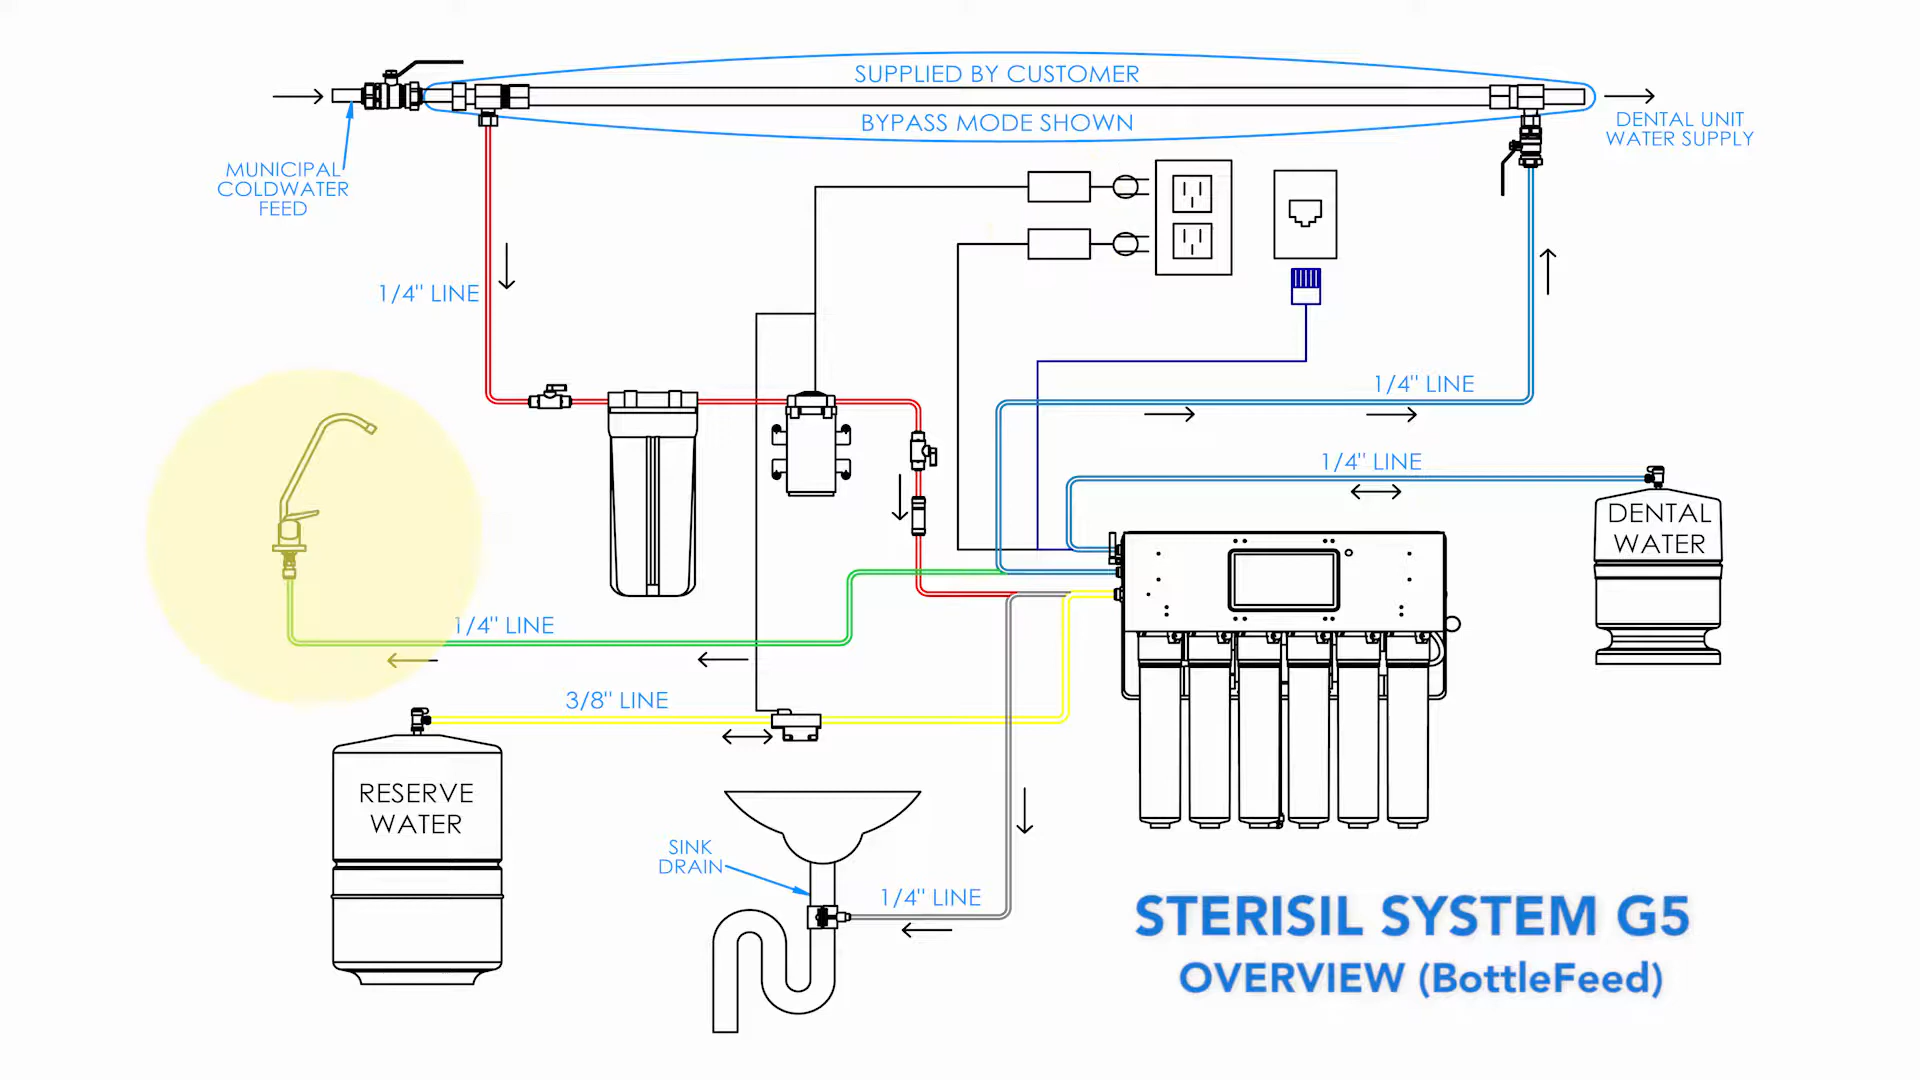 SUPPLIED BY CUSTOMER
BYPASS MODE SHOWN
DENTAL UNIT
WATER SUPPLY
MUNICIPAL
COLDWATER
FEED
1/4" LINE
1/4" LINE
1/4" LINE
DENTAL
WATER
1/4" LINE
3/8" LINE
RESERVE
WATER
SINK
DRAIN
1/4" LINE
STERISIL SYSTEM G5
OVERVIEW (BottleFeed)